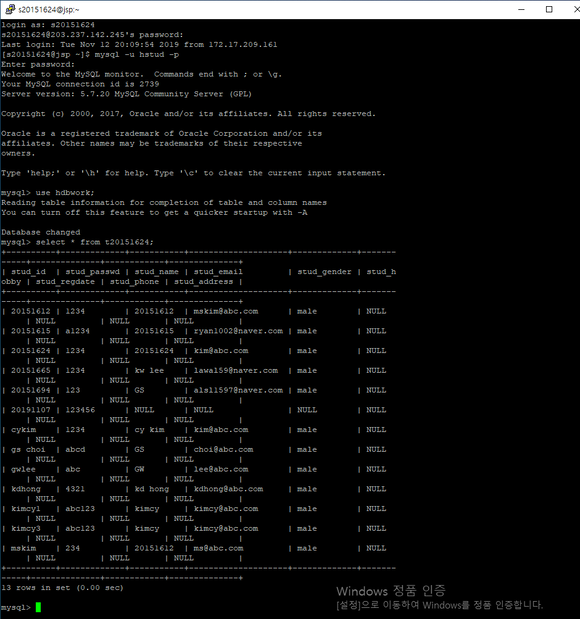 s20151624@jsp:~
login as: s20151624
s20151624@203.237.142.245's password:
Last login: Tue Nov 12 20:09:54 2019 from 172.17.209.161
[s20151624@jsp ~]$ mysql -u hstud -p
Enter password:
Welcome to the MySQL monitor.  Commands end with ; or \g.
Your MySQL connection id is 2739
Server version: 5.7.20 MySQL Community Server (GPL)
Copyright (c) 2000, 2017, Oracle and/or its affiliates. All rights reserved.
Oracle is a registered trademark of Oracle Corporation and/or its
affiliates. Other names may be trademarks of their respective
owners.
Type 'help;' or '\h' for help. Type '\c' to clear the current input statement.
mysql> use hdbwork;
Reading table information for completion of table and column names
You can turn off this feature to get a quicker startup with -A
Database changed
mysql> select * from t20151624;
+----------+-------------+-----------+--------------------+-------------+-------
-----+--------------+------------+--------------+
| stud_id  | stud_passwd | stud_name | stud_email         | stud_gender | stud_h
obby | stud_regdate | stud_phone | stud_address |
+----------+-------------+-----------+--------------------+-------------+-------
-----+--------------+------------+--------------+
| 20151612 | 1234        | 20151612  | mskim@abc.com      | male        | NULL
     | NULL         | NULL       | NULL         |
| 20151615 | a1234       | 20151615  | ryan1002@naver.com | male        | NULL
     | NULL         | NULL       | NULL         |
| 20151624 | 1234        | 20151624  | kim@abc.com        | male        | NULL
     | NULL         | NULL       | NULL         |
| 20151665 | 1234        | kw lee    | lawal59@naver.com  | male        | NULL
     | NULL         | NULL       | NULL         |
| 20151694 | 123         | GS        | alsl1597@naver.com | male        | NULL
     | NULL         | NULL       | NULL         |
| 20191107 | 123456      | NULL      | NULL               | NULL        | NULL
     | NULL         | NULL       | NULL         |
| cykim    | 1234        | cy kim    | kim@abc.com        | male        | NULL
     | NULL         | NULL       | NULL         |
| gs choi  | abcd        | GS        | choi@abc.com       | male        | NULL
     | NULL         | NULL       | NULL         |
| gwlee    | abc         | GW        | lee@abc.com        | male        | NULL
     | NULL         | NULL       | NULL         |
| kdhong   | 4321        | kd hong   | kdhong@abc.com     | male        | NULL
     | NULL         | NULL       | NULL         |
| kimcy1   | abc123      | kimcy     | kimcy@abc.com      | male        | NULL
     | NULL         | NULL       | NULL         |
| kimcy3   | abc123      | kimcy     | kimcy@abc.com      | male        | NULL
     | NULL         | NULL       | NULL         |
| mskim    | 234         | 20151612  | ms@abc.com         | male        | NULL
     | NULL         | NULL       | NULL         |
+----------+-------------+-----------+--------------------+-------------+-------
-----+--------------+------------+--------------+
13 rows in set (0.00 sec)
Windows 정품 인증
[설정]으로 이동하여 Windows를 정품 인증합니다.
mysql>